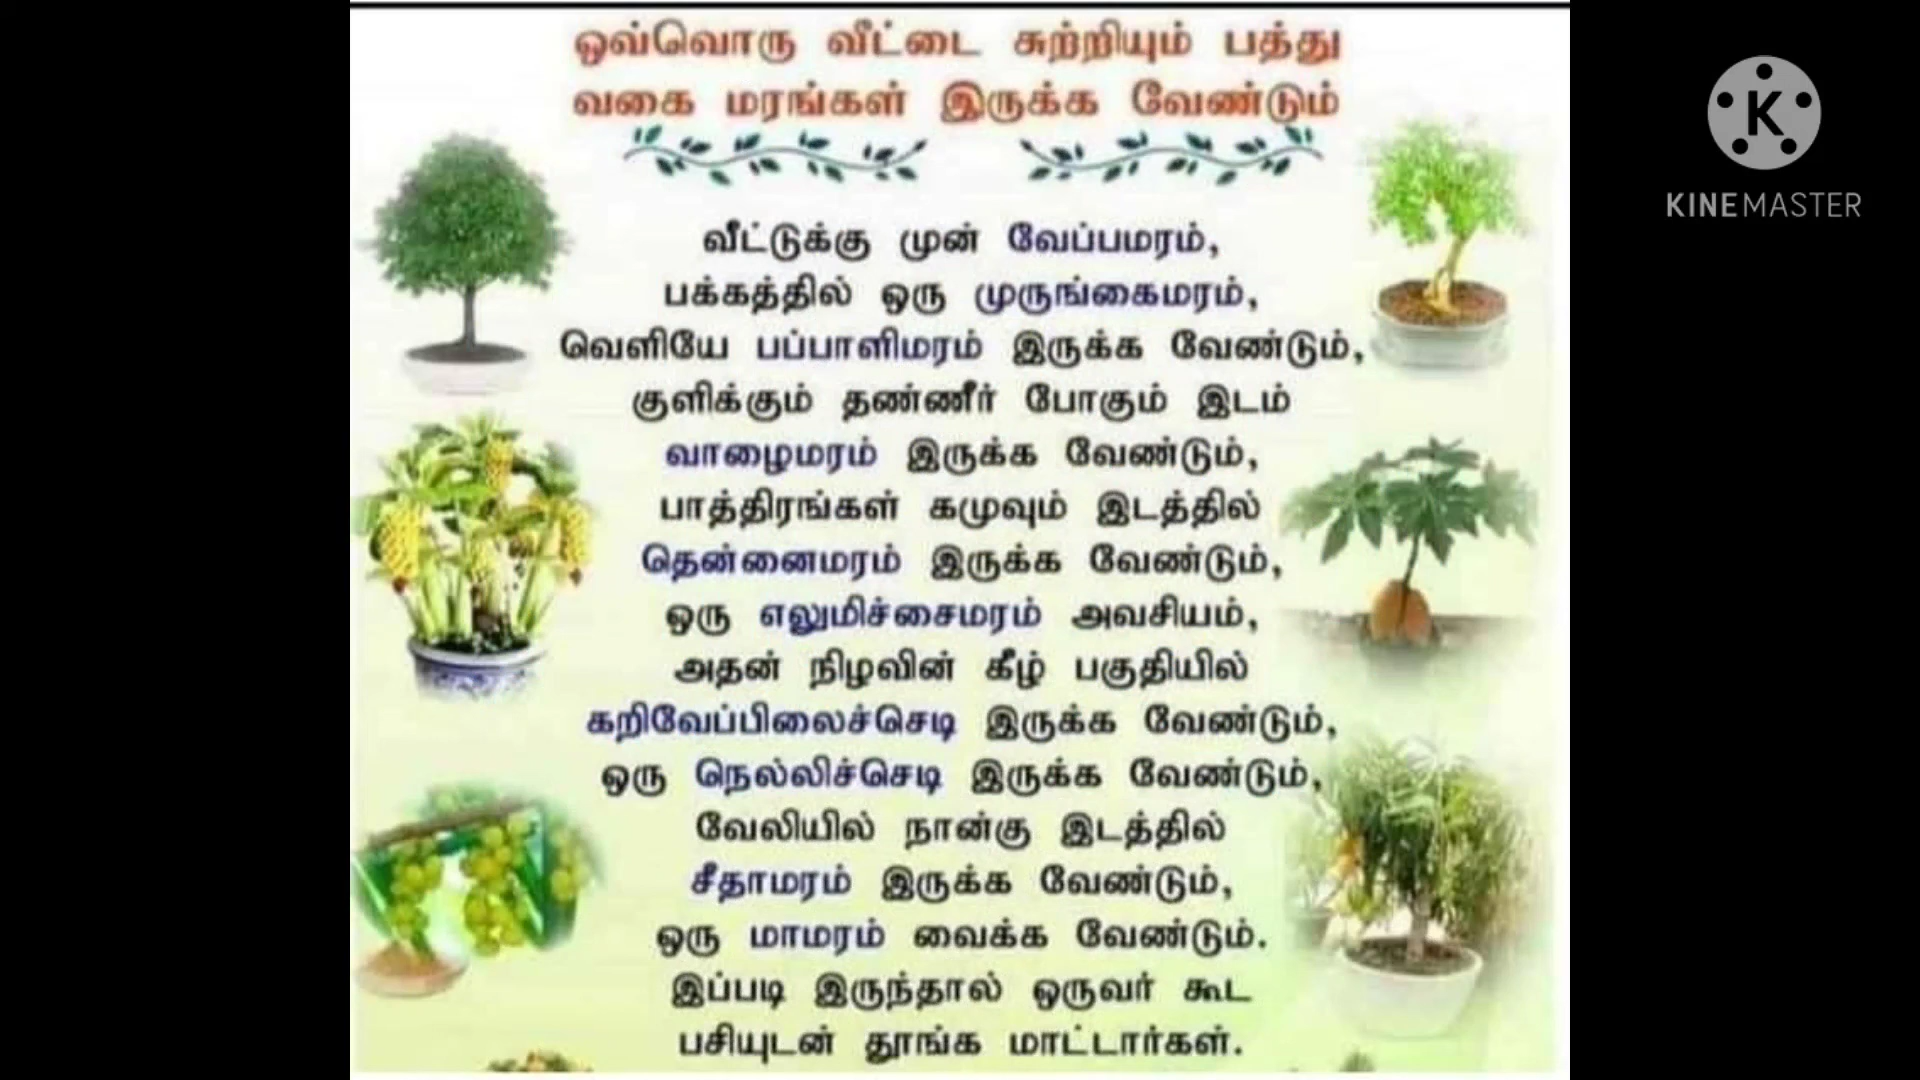 ஒவ்வொரு வீட்டை சுற்றியும் பத்து
வகை மரங்கள் இருக்க வேண்டும்
வீட்டுக்கு முன் வேப்பமரம்,
பக்கத்தில் ஒரு முருங்கைமரம்,
வெளியே பப்பாளிமரம் இருக்க வேண்டும்,
குளிக்கும் தண்ணீர் போகும் இடம்
வாழைமரம் இருக்க வேண்டும்,
பாத்திரங்கள் கமுவும் இடத்தில்
தென்னைமரம் இருக்க வேண்டும்,
ஒரு எலுமிச்சைமரம் அவசியம்,
அதன் நிழவின் கீழ் பகுதியில்
கறிவேப்பிலைச்செடி இருக்க வேண்டும்,
ஒரு நெல்லிச்செடி இருக்க வேண்டும்,
வேலியில் நான்கு இடத்தில்
சீதாமரம் இருக்க வேண்டும்,
ஒரு மாமரம் வைக்க வேண்டும்.
இப்படி இருந்தால் ஒருவர் கூட
பசியுடன் தூங்க மாட்டார்கள்.
K
KINEMASTER